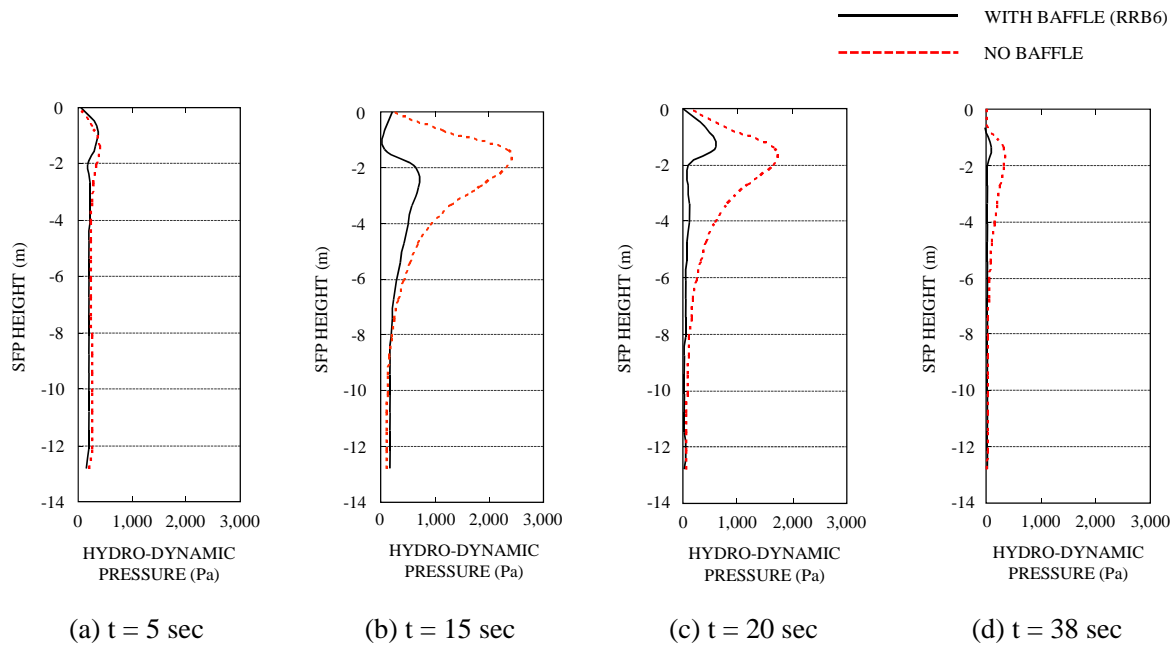 WITH BAFFLE (RRB6)
NO BAFFLE
0
-2
-4
-6
-8
-10
-12
-14
SFP HEIGHT (m)
0 1,000 2,000 3,000
HYDRO-DYNAMIC
PRESSURE (Pa)
(a) t = 5 sec
0
-2
-4
-6
-8
-10
-12
-14
SFP HEIGHT (m)
0 1,000 2,000 3,000
HYDRO-DYNAMIC
PRESSURE (Pa)
(b) t = 15 sec
0
-2
-4
-6
-8
-10
-12
-14
SFP HEIGHT (m)
0 1,000 2,000 3,000
HYDRO-DYNAMIC
PRESSURE (Pa)
(c) t = 20 sec
0
-2
-4
-6
-8
-10
-12
-14
SFP HEIGHT (m)
0 1,000 2,000 3,000
HYDRO-DYNAMIC
PRESSURE (Pa)
(d) t = 38 sec